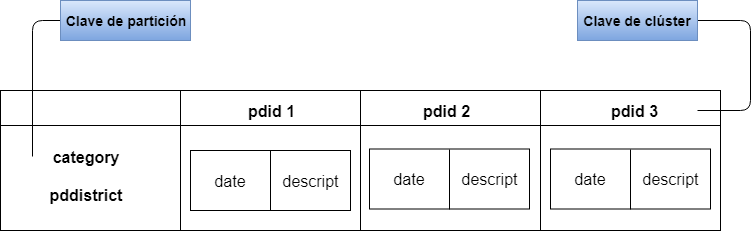 Clave de partición
Clave de clúster
pdid 1
pdid 2
pdid 3
category
pddistrict
date
descript
date
descript
date
descript